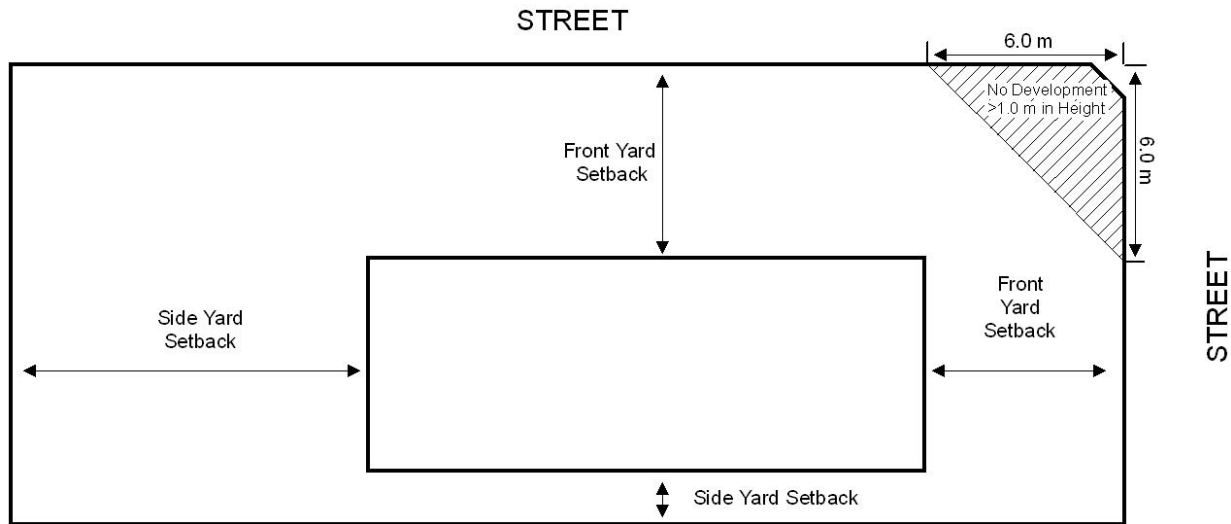 STREET
6.0 m
No Development
>1.0 m in Height
6.0 m
Front Yard
Setback
STREET
Front
Yard
Setback
Side Yard
Setback
Side Yard Setback